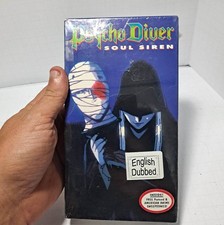 Psycho Diver
SOUL SIREN
English
Dubbed